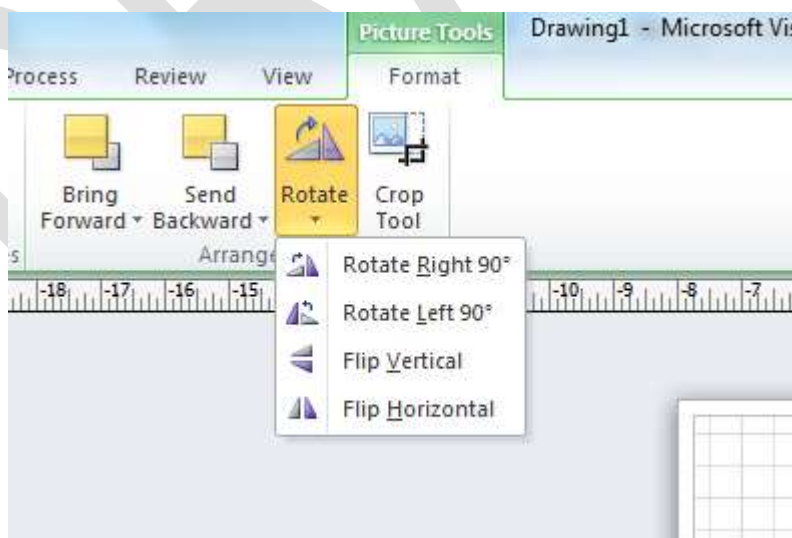 Picture Tools Drawing1 - Microsoft Vis
Process Review View Format
Bring Forward Send Backward Rotate Crop Tool
s Arrange
Rotate Right 90°
Rotate Left 90°
Flip Vertical
Flip Horizontal
-18 -17 -16 -15 -10 -9 -8 -7